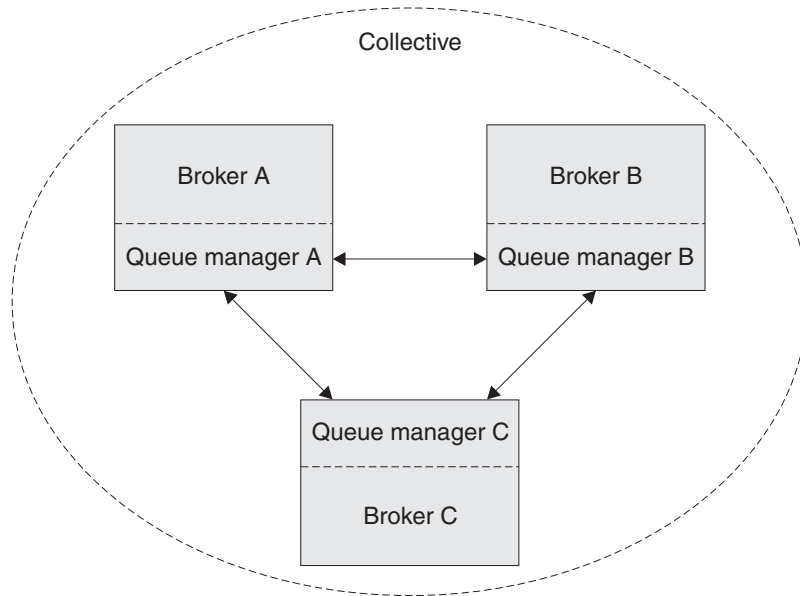 Collective
Broker A
Broker B
Queue manager A
Queue manager B
Queue manager C
Broker C